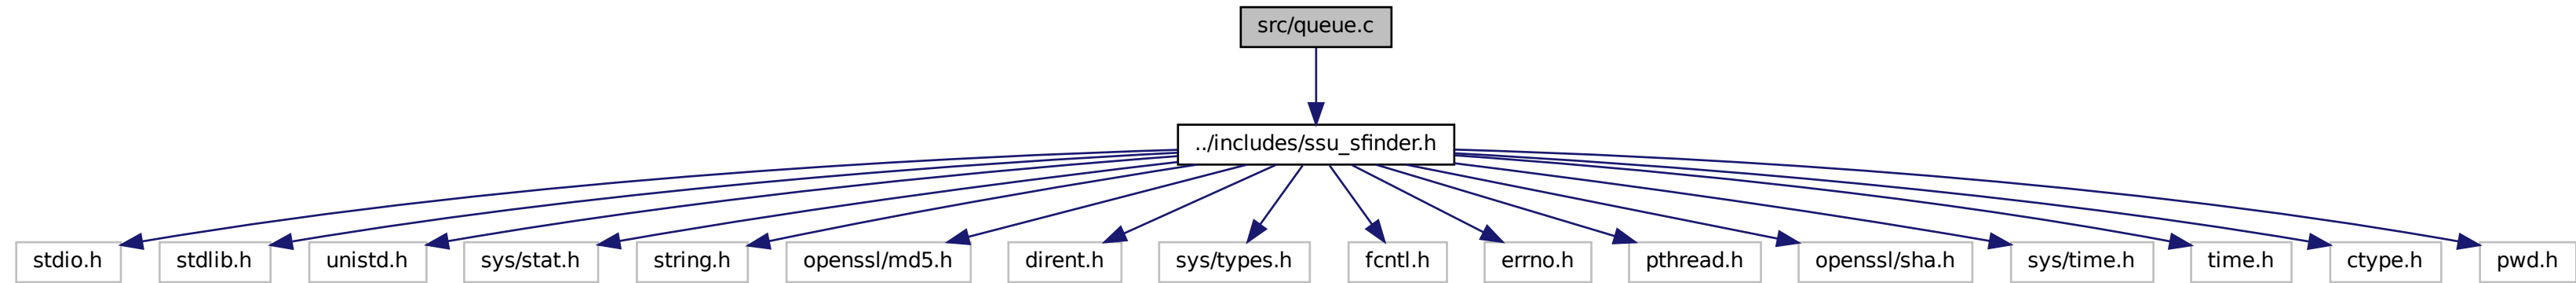 src/queue.c
../includes/ssu_sfinder.h
stdio.h
stdlib.h
unistd.h
sys/stat.h
string.h
openssl/md5.h
dirent.h
sys/types.h
fcntl.h
errno.h
pthread.h
openssl/sha.h
sys/time.h
time.h
ctype.h
pwd.h